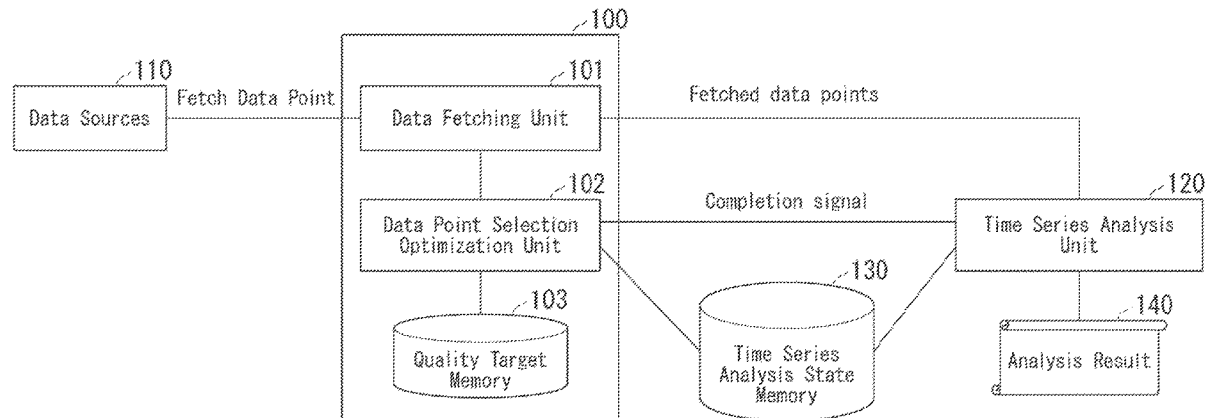 100
110
101
Data Sources
Fetch Data Point
Data Fetching Unit
Fetched data points
102
Data Point Selection
Optimization Unit
Completion signal
120
Time Series Analysis
Unit
103
Quality Target
Memory
130
Time Series
Analysis State
Memory
140
Analysis Result